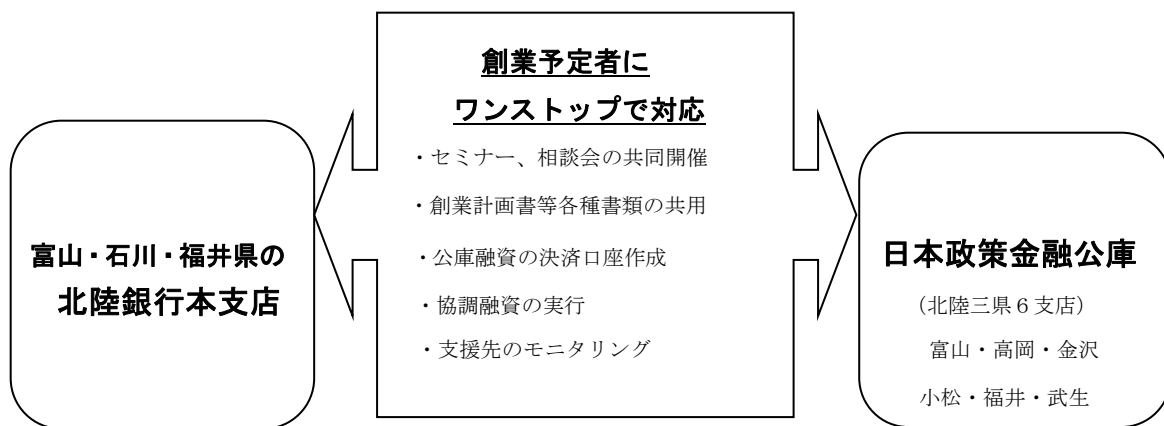 富山・石川・福井県の
北陸銀行本支店
創業予定者に
ワンストップで対応
・セミナー、相談会の共同開催
・創業計画書等各種書類の共用
・公庫融資の決済口座作成
・協調融資の実行
・支援先のモニタリング
日本政策金融公庫
(北陸三県6支店)
富山・高岡・金沢
小松・福井・武生